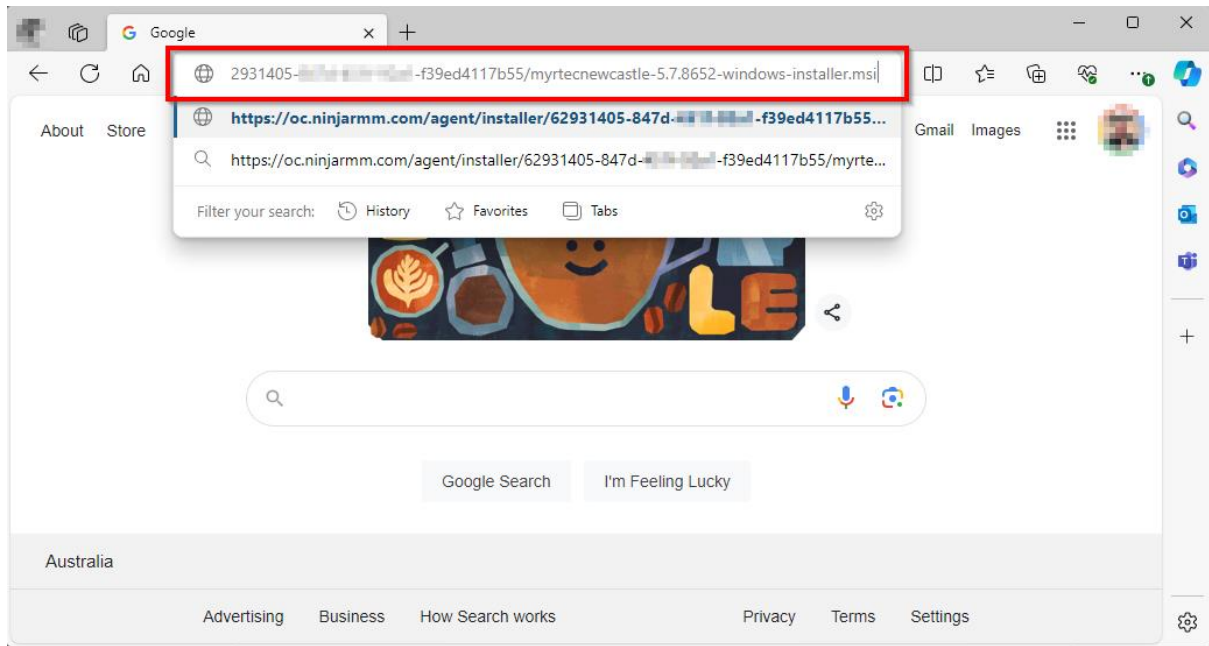 Google
2931405- -f39ed4117b55/myrtecnewcastle-5.7.8652-windows-installer.msi
https://oc.ninjarmm.com/agent/installer/62931405-847d- -f39ed4117b55...
https://oc.ninjarmm.com/agent/installer/62931405-847d- -f39ed4117b55/myrte...
About Store Gmail Images
Filter your search: History Favorites Tabs
LE
Google Search I'm Feeling Lucky
Australia
Advertising Business How Search works Privacy Terms Settings